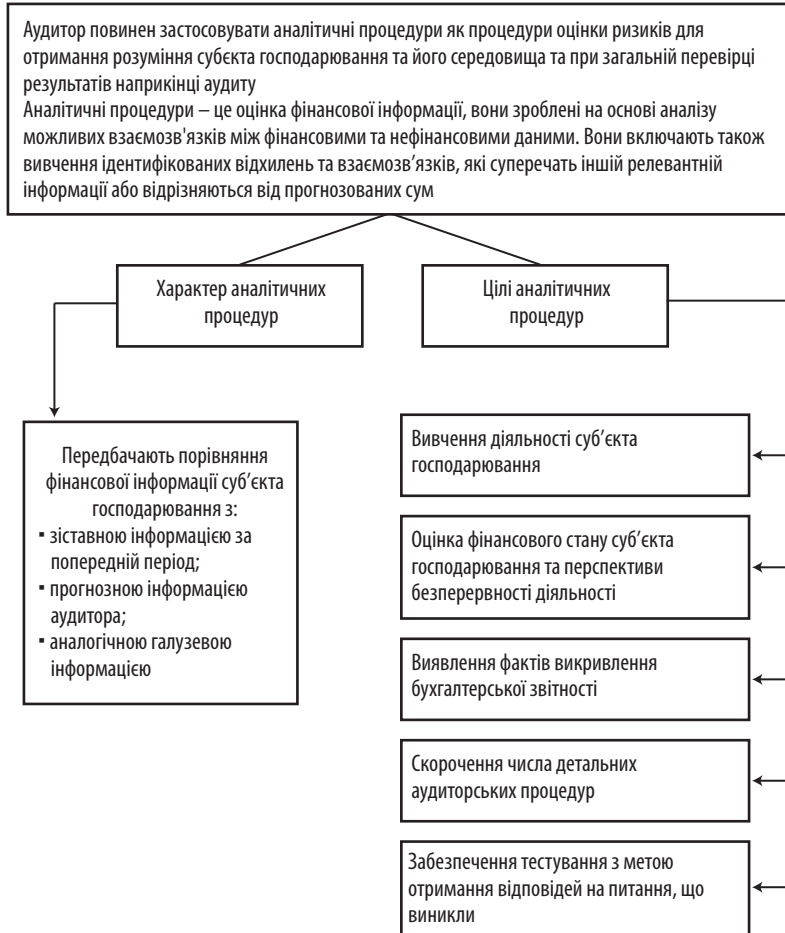 Аудитор повинен застосовувати аналітичні процедури як процедури оцінки ризиків для
отримання розуміння субєкта господарювання та його середовища та при загальній перевірці
результатів наприкінці аудиту
Аналітичні процедури – це оцінка фінансової інформації, вони зроблені на основі аналізу
можливих взаємозв'язків між фінансовими та нефінансовими даними. Вони включають також
вивчення ідентифікованих відхилень та взаємозв’язків, які суперечать іншій релевантній
інформації або відрізняються від прогнозованих сум
Характер аналітичних
процедур
Цілі аналітичних
процедур
Передбачають порівняння
фінансової інформації суб’єкта
господарювання з:
▪ зіставною інформацією за
попередній період;
▪ прогнозною інформацією
аудитора;
▪ аналогічною галузевою
інформацією
Вивчення діяльності суб’єкта
господарювання
Оцінка фінансового стану суб’єкта
господарювання та перспективи
безперервності діяльності
Виявлення фактів викривлення
бухгалтерської звітності
Скорочення числа детальних
аудиторських процедур
Забезпечення тестування з метою
отримання відповідей на питання, що
виникли